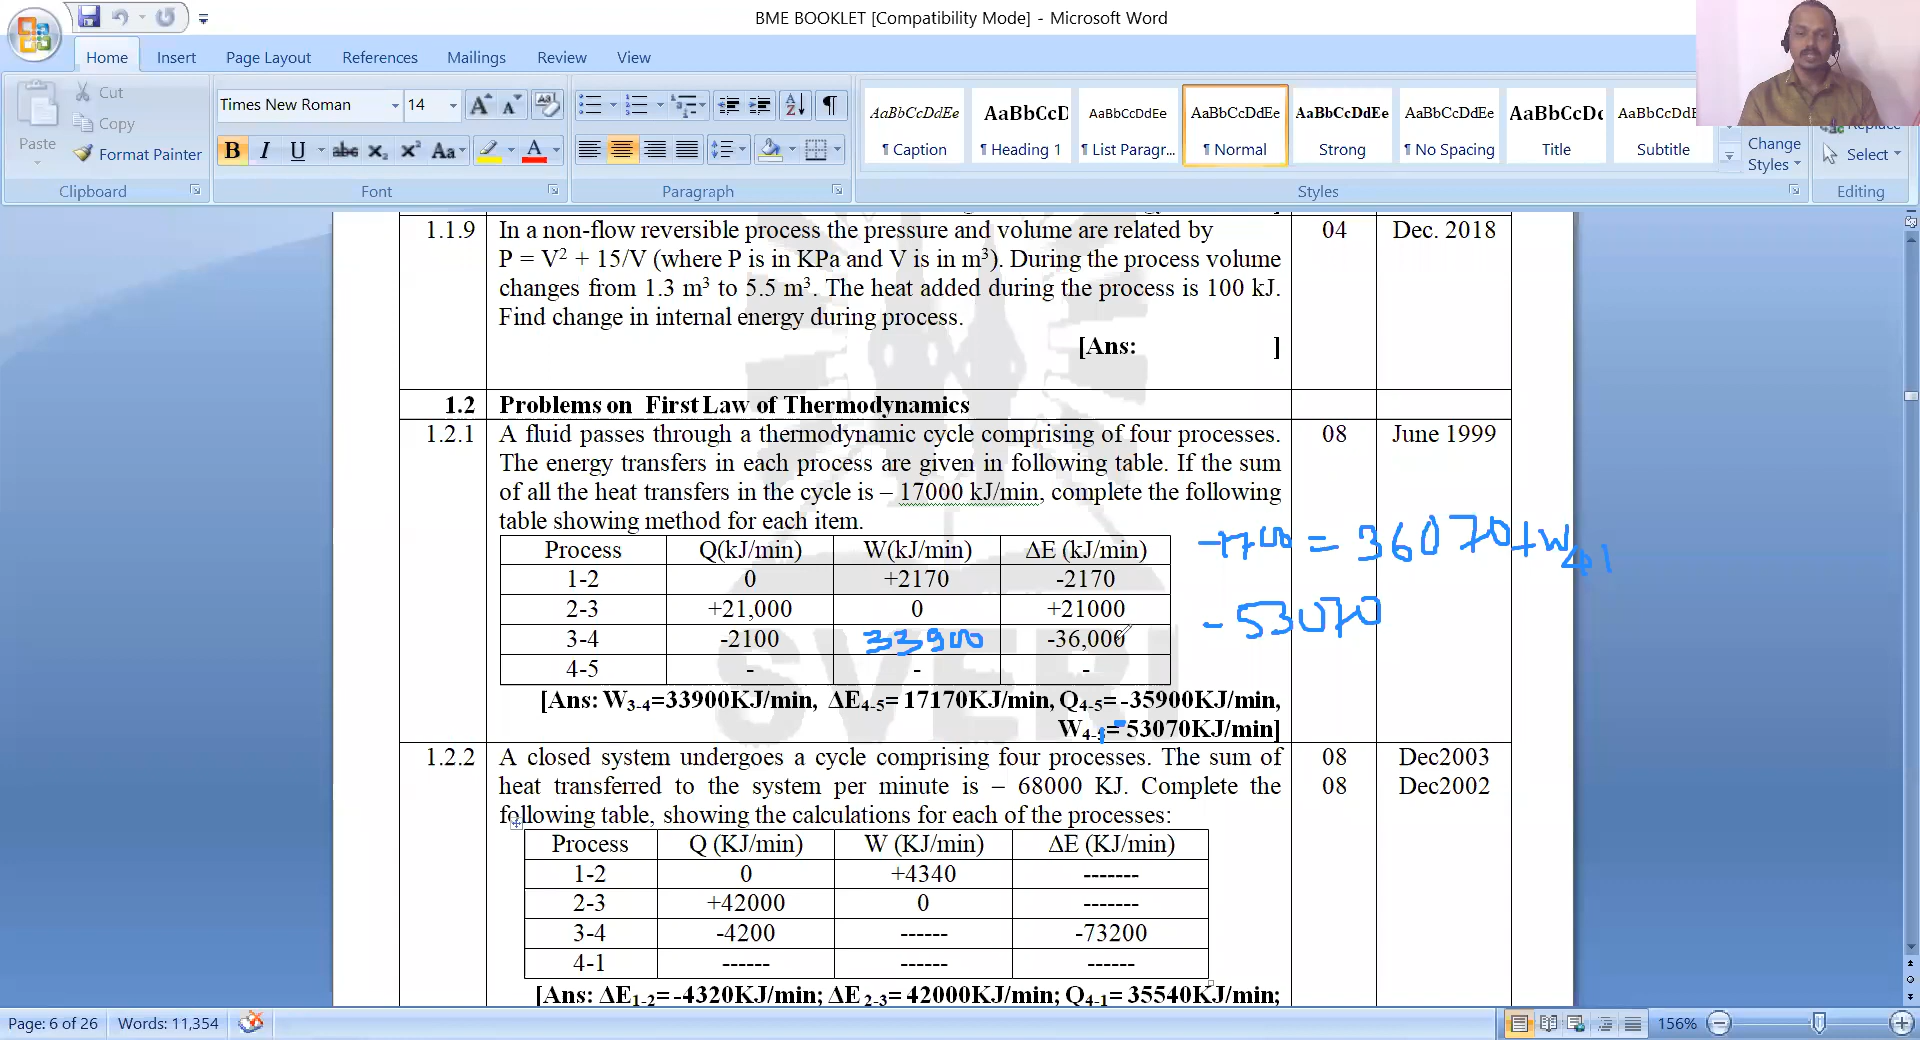 BME BOOKLET [Compatibility Mode] - Microsoft Word
Home Insert Page Layout References Mailings Review View
Paste
Cut
Copy
Format Painter
Clipboard
Times New Roman 14
B I U abc x₂ x² Aa A
Font
Paragraph
AaBbCcDdEe AaBbCcD AaBbCcDdEe AaBbCcDdEe AaBbCcDdEe AaBbCcDdEe AaBbCcDc AaBbCcDd
¶ Caption ¶ Heading 1 ¶ List Paragr... ¶ Normal Strong ¶ No Spacing Title Subtitle
Change Styles
Styles
Replace
Select
Editing
1.1.9 In a non-flow reversible process the pressure and volume are related by 04 Dec. 2018
P = V² + 15/V (where P is in KPa and V is in m³). During the process volume
changes from 1.3 m³ to 5.5 m³. The heat added during the process is 100 kJ.
Find change in internal energy during process.
[Ans: ]
1.2 Problems on First Law of Thermodynamics
1.2.1 A fluid passes through a thermodynamic cycle comprising of four processes. 08 June 1999
The energy transfers in each process are given in following table. If the sum
of all the heat transfers in the cycle is – 17000 kJ/min, complete the following
table showing method for each item.
Process Q(kJ/min) W(kJ/min) ΔE (kJ/min)
1-2 0 +2170 -2170
2-3 +21,000 0 +21000
3-4 -2100 33900 -36,000
4-5 - - -
= 36070+W41
-53070
[Ans: W3-4=33900KJ/min, ΔE4-5= 17170KJ/min, Q4-5=-35900KJ/min,
=-53070KJ/min]
1.2.2 A closed system undergoes a cycle comprising four processes. The sum of 08 Dec2003
heat transferred to the system per minute is – 68000 KJ. Complete the 08 Dec2002
following table, showing the calculations for each of the processes:
Process Q (KJ/min) W (KJ/min) ΔE (KJ/min)
1-2 0 +4340 -------
2-3 +42000 0 -------
3-4 -4200 ------ -73200
4-1 ------ ------ ------
[Ans: ΔE1-2= -4320KJ/min; ΔE 2-3= 42000KJ/min; Q4-1= 35540KJ/min;
SVERI
Page: 6 of 26 Words: 11,354 156%